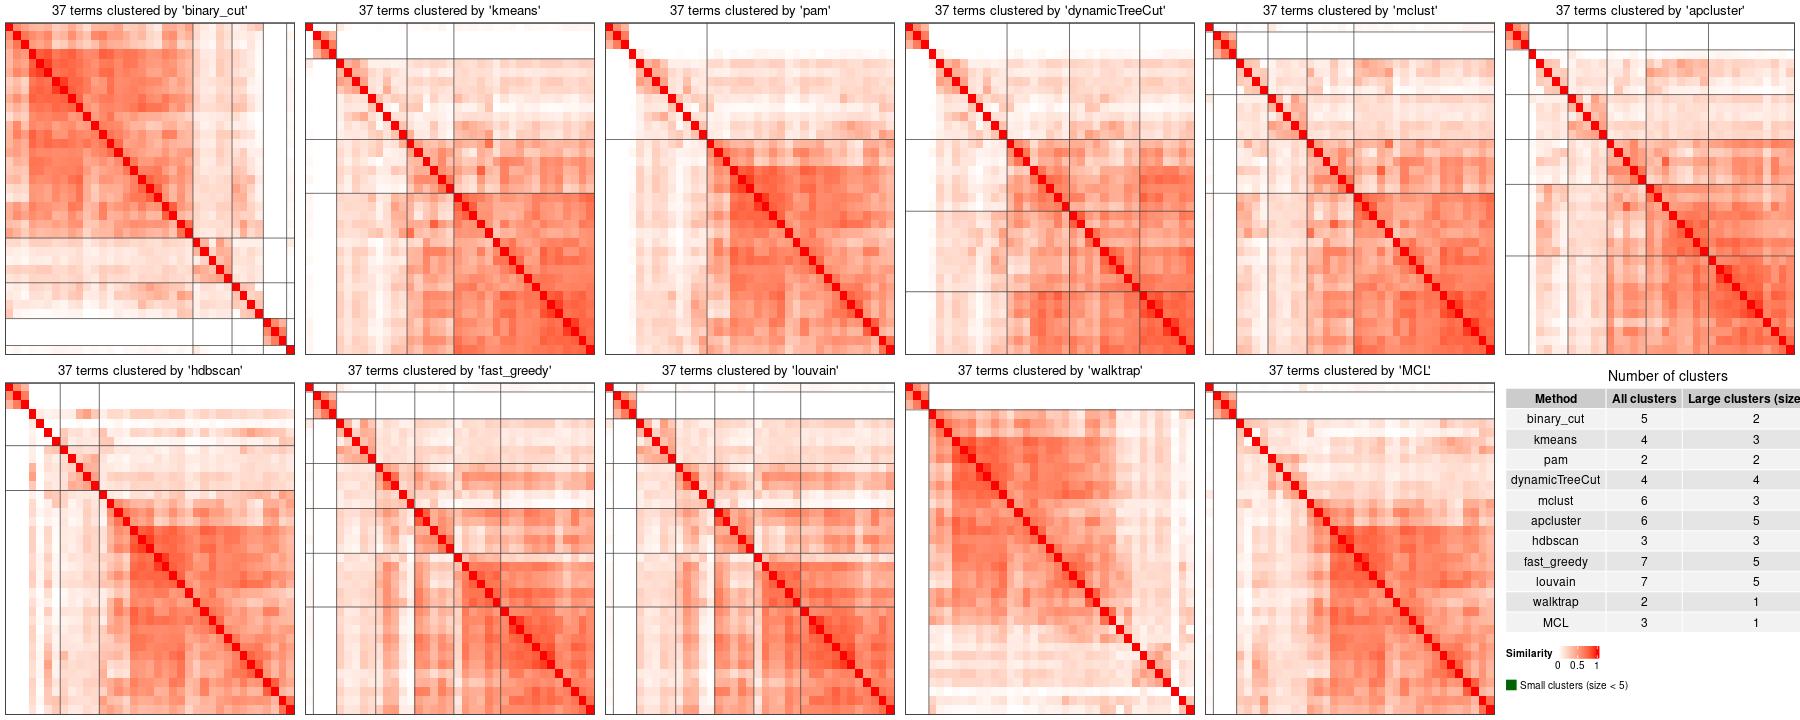 37 terms clustered by 'binary_cut'
37 terms clustered by 'kmeans'
37 terms clustered by 'pam'
37 terms clustered by 'dynamicTreeCut'
37 terms clustered by 'mclust'
37 terms clustered by 'apcluster'
37 terms clustered by 'hdbscan'
37 terms clustered by 'fast_greedy'
37 terms clustered by 'louvain'
37 terms clustered by 'walktrap'
37 terms clustered by 'MCL'
Number of clusters
Method All clusters Large clusters (size
binary_cut 5 2
kmeans 4 3
pam 2 2
dynamicTreeCut 4 4
mclust 6 3
apcluster 6 5
hdbscan 3 3
fast_greedy 7 5
louvain 7 5
walktrap 2 1
MCL 3 1
Similarity
0 0.5 1
Small clusters (size < 5)